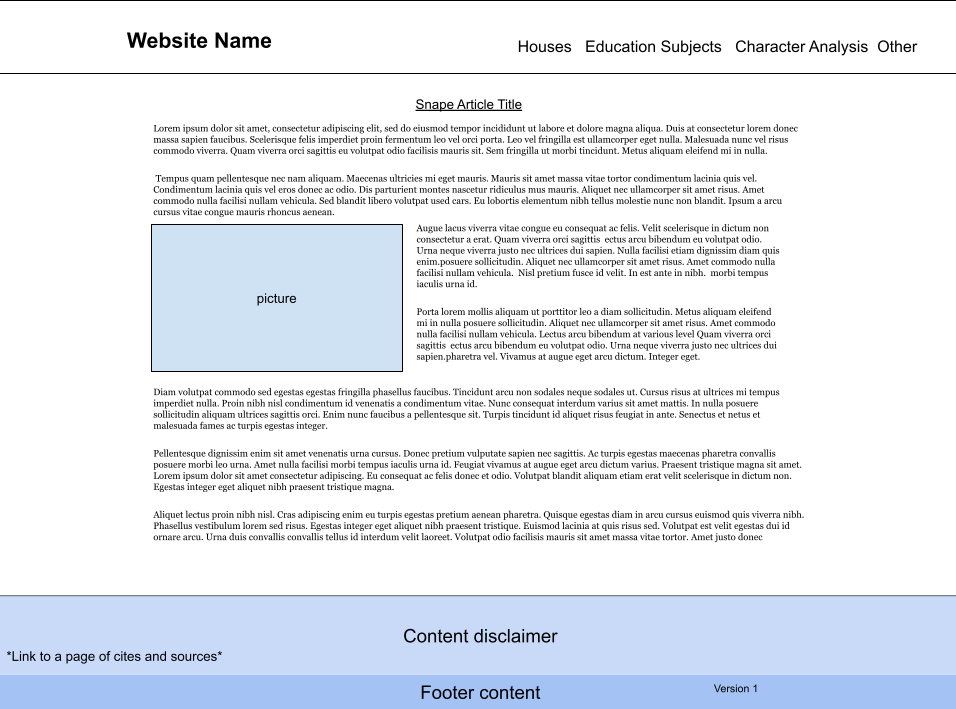 Website Name
Houses Education Subjects Character Analysis Other
Snape Article Title
Lorem ipsum dolor sit amet, consectetur adipiscing elit, sed do eiusmod tempor incididunt ut labore et dolore magna aliqua. Duis at consectetur lorem donec
massa sapien faucibus. Scelerisque felis imperdiet proin fermentum leo vel orci porta. Leo vel fringilla est ullamcorper eget nulla. Malesuada nunc vel risus
commodo viverra. Quam viverra orci sagittis eu volutpat odio facilisis mauris sit. Sem fringilla ut morbi tincidunt. Metus aliquam eleifend mi in nulla.
Tempus quam pellentesque nec nam aliquam. Maecenas ultricies mi eget mauris. Mauris sit amet massa vitae tortor condimentum lacinia quis vel.
Condimentum lacinia quis vel eros donec ac odio. Dis parturient montes nascetur ridiculus mus mauris. Aliquet nec ullamcorper sit amet risus. Amet
commodo nulla facilisi nullam vehicula. Sed blandit libero volutpat used cars. Eu lobortis elementum nibh tellus molestie nunc non blandit. Ipsum a arcu
cursus vitae congue mauris rhoncus aenean.
picture
Augue lacus viverra vitae congue eu consequat ac felis. Velit scelerisque in dictum non
consectetur a erat. Quam viverra orci sagittis ectus arcu bibendum eu volutpat odio.
Urna neque viverra justo nec ultrices dui sapien. Nulla facilisi etiam dignissim diam quis
enim.posuere sollicitudin. Aliquet nec ullamcorper sit amet risus. Amet commodo nulla
facilisi nullam vehicula. Nisl pretium fusce id velit. In est ante in nibh. morbi tempus
iaculis urna id.
Porta lorem mollis aliquam ut porttitor leo a diam sollicitudin. Metus aliquam eleifend
mi in nulla posuere sollicitudin. Aliquet nec ullamcorper sit amet risus. Amet commodo
nulla facilisi nullam vehicula. Lectus arcu bibendum at various level Quam viverra orci
sagittis ectus arcu bibendum eu volutpat odio. Urna neque viverra justo nec ultrices dui
sapien.pharetra vel. Vivamus at augue eget arcu dictum. Integer eget.
Diam volutpat commodo sed egestas egestas fringilla phasellus faucibus. Tincidunt arcu non sodales neque sodales ut. Cursus risus at ultrices mi tempus
imperdiet nulla. Proin nibh nisl condimentum id venenatis a condimentum vitae. Nunc consequat interdum varius sit amet mattis. In nulla posuere
sollicitudin aliquam ultrices sagittis orci. Enim nunc faucibus a pellentesque sit. Turpis tincidunt id aliquet risus feugiat in ante. Senectus et netus et
malesuada fames ac turpis egestas integer.
Pellentesque dignissim enim sit amet venenatis urna cursus. Donec pretium vulputate sapien nec sagittis. Ac turpis egestas maecenas pharetra convallis
posuere morbi leo urna. Amet nulla facilisi morbi tempus iaculis urna id. Feugiat vivamus at augue eget arcu dictum varius. Praesent tristique magna sit amet.
Lorem ipsum dolor sit amet consectetur adipiscing. Eu consequat ac felis donec et odio. Volutpat blandit aliquam etiam erat velit scelerisque in dictum non.
Egestas integer eget aliquet nibh praesent tristique magna.
Aliquet lectus proin nibh nisl. Cras adipiscing enim eu turpis egestas pretium aenean pharetra. Quisque egestas diam in arcu cursus euismod quis viverra nibh.
Phasellus vestibulum lorem sed risus. Egestas integer eget aliquet nibh praesent tristique. Euismod lacinia at quis risus sed. Volutpat est velit egestas dui id
ornare arcu. Urna duis convallis convallis tellus id interdum velit laoreet. Volutpat odio facilisis mauris sit amet massa vitae tortor. Amet justo donec
Content disclaimer
*Link to a page of cites and sources*
Footer content
Version 1